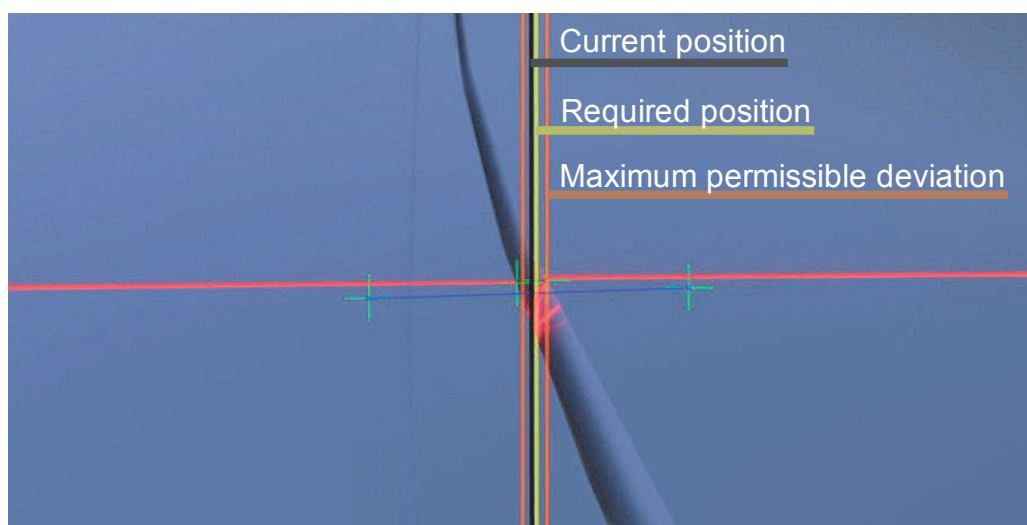 Current position
Required position
Maximum permissible deviation